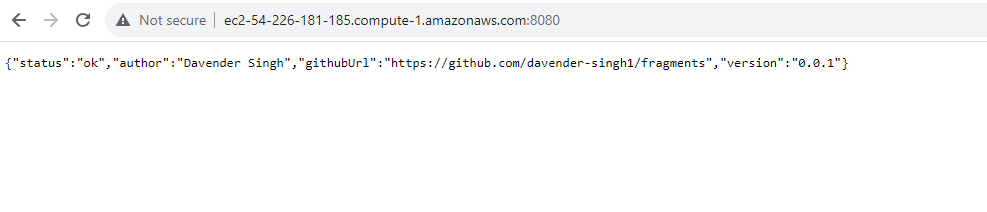 Not secure ec2-54-226-181-185.compute-1.amazonaws.com:8080
{"status":"ok","author":"Davender Singh","githubUrl":"https://github.com/davender-singh1/fragments","version":"0.0.1"}